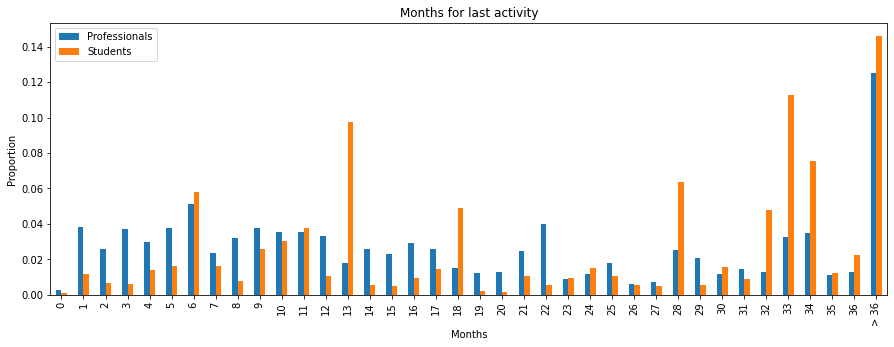 Months for last activity
Professionals
Students
Proportion
0.14
0.12
0.10
0.08
0.06
0.04
0.02
0.00
0 1 2 3 4 5 6 7 8 9 10 11 12 13 14 15 16 17 18 19 20 21 22 23 24 25 26 27 28 29 30 31 32 33 34 35 36 > 36
Months